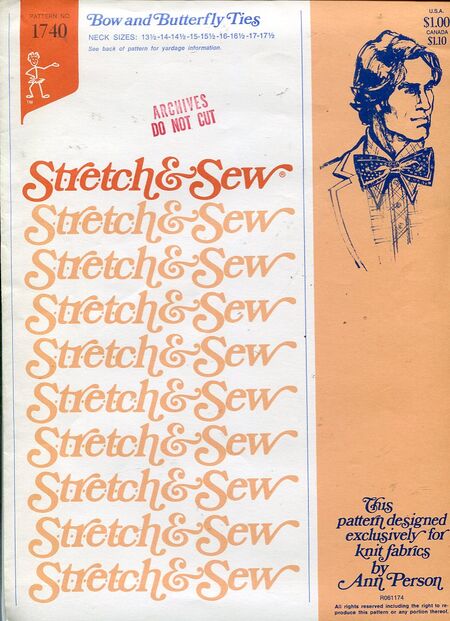 PATTERN NO.
1740
TM
Bow and Butterfly Ties
NECK SIZES: 13½-14-14½-15-15½-16-16½-17-17½
See back of pattern for yardage information.
U.S.A.
$1.00
CANADA
$1.10
ARCHIVES
DO NOT CUT
Stretch & Sew®
Stretch & Sew
Stretch & Sew
Stretch & Sew
Stretch & Sew
Stretch & Sew
Stretch & Sew
Stretch & Sew
Stretch & Sew
Stretch & Sew
This
pattern designed
exclusively for
knit fabrics
by
Ann Person
R061174
All rights reserved including the right to re-
produce this pattern or any portion thereof.